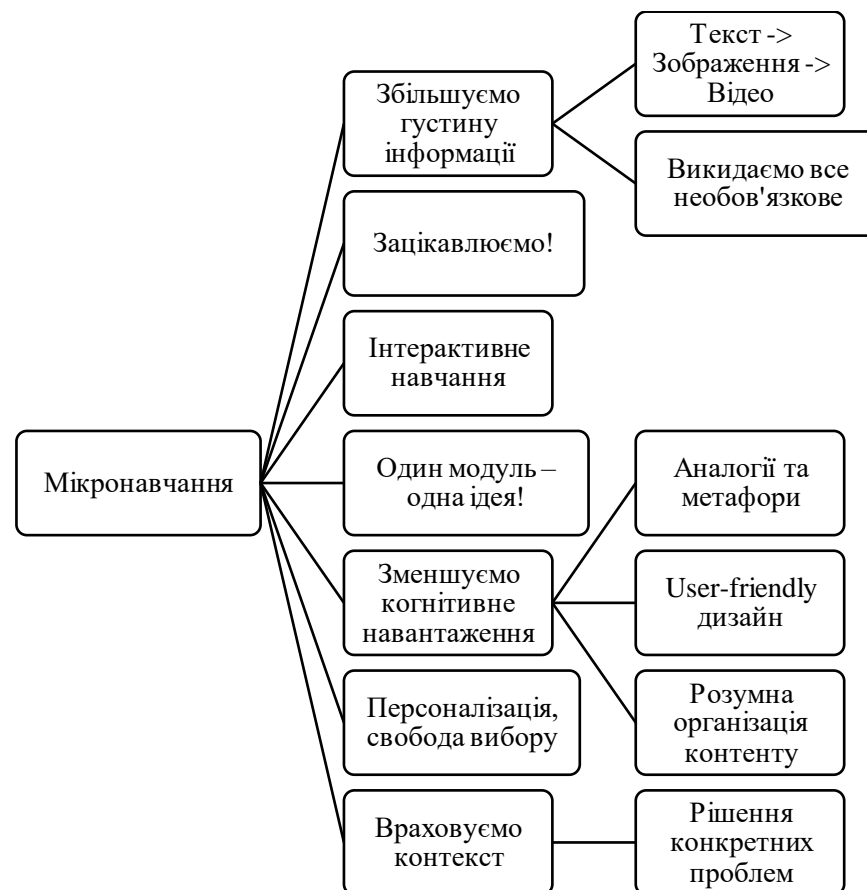 Мікронавчання
Збільшуємо
густину
інформації
Текст ->
Зображення ->
Відео
Викидаємо все
необов'язкове
Зацікавлюємо!
Інтерактивне
навчання
Один модуль –
одна ідея!
Зменшуємо
когнітивне
навантаження
Аналогії та
метафори
User-friendly
дизайн
Розумна
організація
контенту
Персоналізація,
свобода вибору
Враховуємо
контекст
Рішення
конкретних
проблем